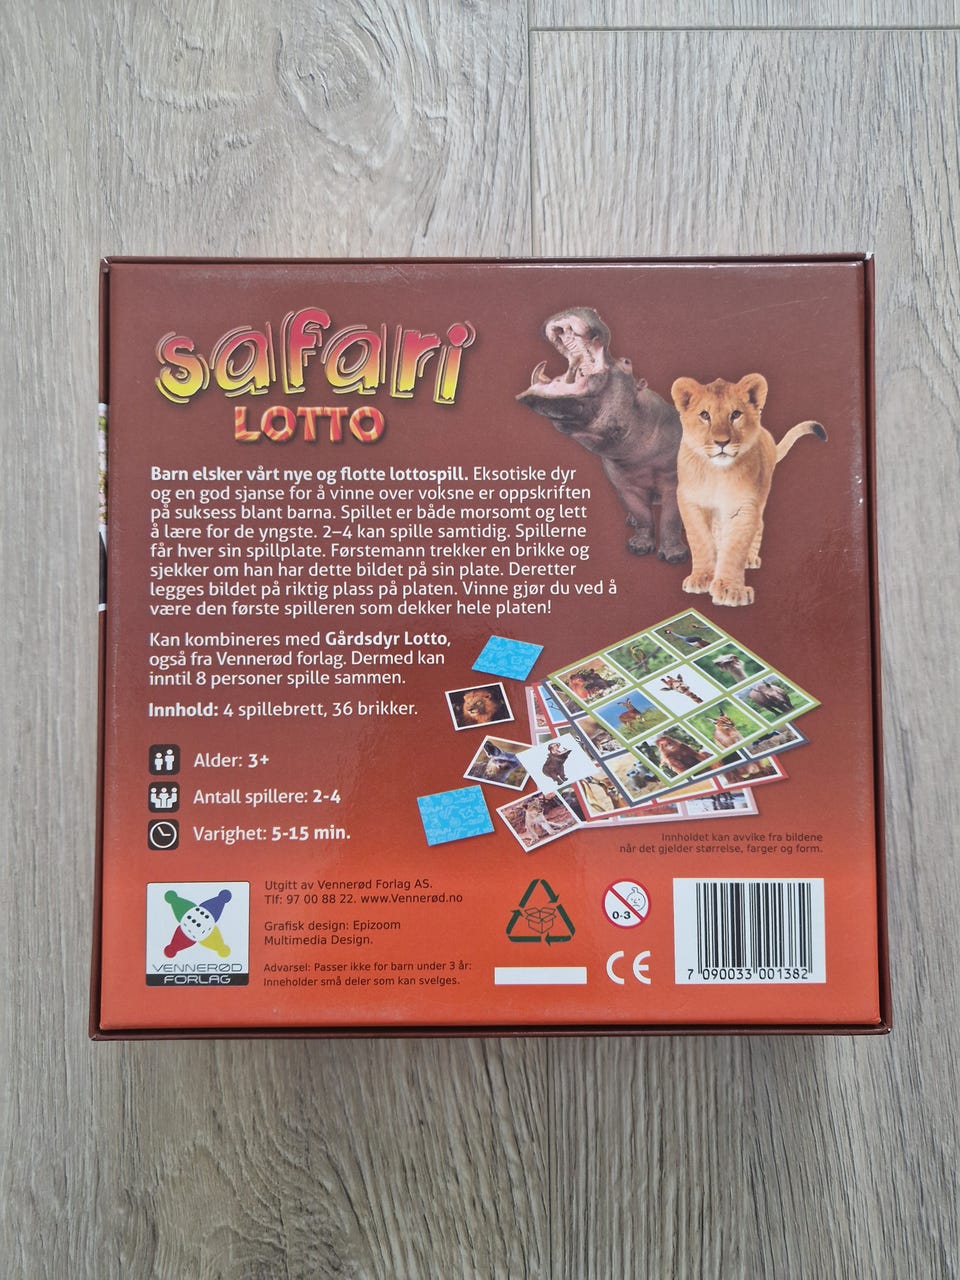 safari
LOTTO
Barn elsker vårt nye og flotte lottospill. Eksotiske dyr
og en god sjanse for å vinne over voksne er oppskriften
på suksess blant barna. Spillet er både morsomt og lett
å lære for de yngste. 2–4 kan spille samtidig. Spillerne
får hver sin spillplate. Førstemann trekker en brikke og
sjekker om han har dette bildet på sin plate. Deretter
legges bildet på riktig plass på platen. Vinne gjør du ved å
være den første spilleren som dekker hele platen!
Kan kombineres med Gårdsdyr Lotto,
også fra Vennerød forlag. Dermed kan
inntil 8 personer spille sammen.
Innhold: 4 spillebrett, 36 brikker.
Alder: 3+
Antall spillere: 2-4
Varighet: 5-15 min.
Innholdet kan avvike fra bildene
når det gjelder størrelse, farger og form.
VENNERØD
FORLAG
Utgitt av Vennerød Forlag AS.
Tlf: 97 00 88 22. www.Vennerød.no
Grafisk design: Epizoom
Multimedia Design.
Advarsel: Passer ikke for barn under 3 år:
Inneholder små deler som kan svelges.
0-3
CE
7 090033 001382